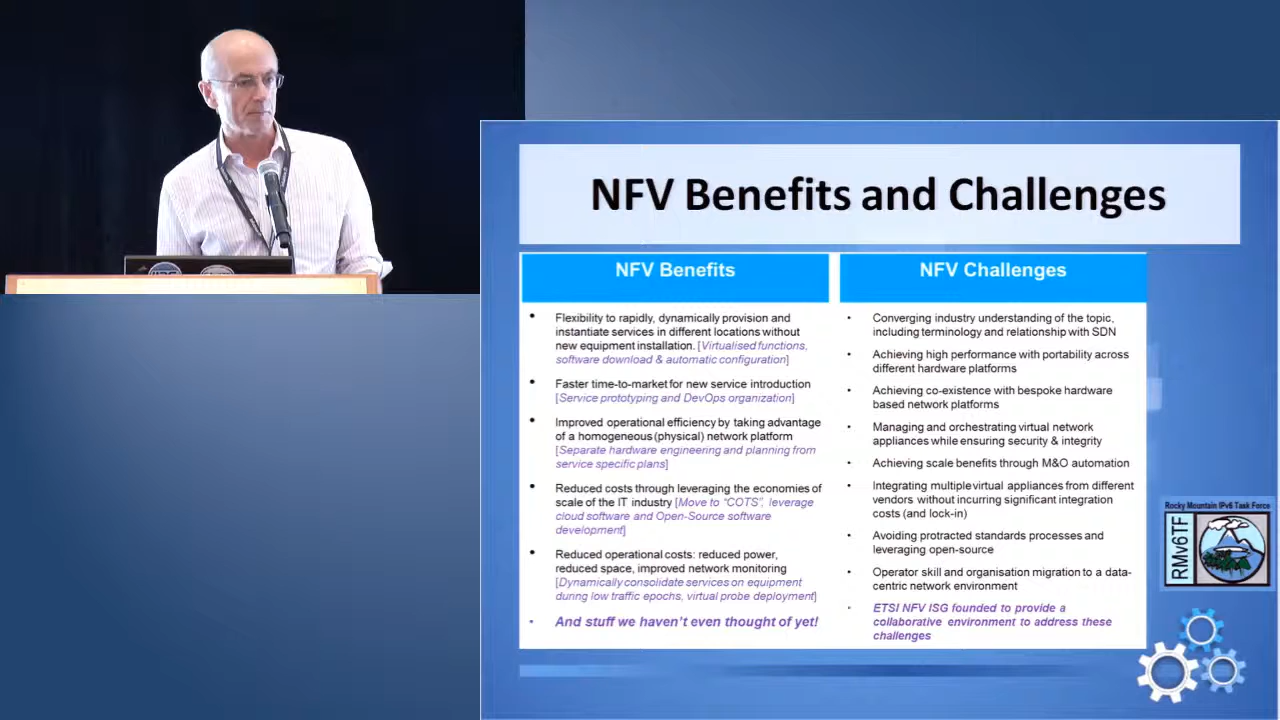 NFV Benefits and Challenges
NFV Benefits
• Flexibility to rapidly, dynamically provision and
instantiate services in different locations without
new equipment installation. [Virtualised functions,
software download & automatic configuration]
• Faster time-to-market for new service introduction
[Service prototyping and DevOps organization]
• Improved operational efficiency by taking advantage
of a homogeneous (physical) network platform
[Separate hardware engineering and planning from
service specific plans]
• Reduced costs through leveraging the economies of
scale of the IT industry [Move to “COTS”, leverage
cloud software and Open-Source software
development]
• Reduced operational costs: reduced power,
reduced space, improved network monitoring
[Dynamically consolidate services on equipment
during low traffic epochs, virtual probe deployment]
• And stuff we haven’t even thought of yet!
NFV Challenges
• Converging industry understanding of the topic,
including terminology and relationship with SDN
• Achieving high performance with portability across
different hardware platforms
• Achieving co-existence with bespoke hardware
based network platforms
• Managing and orchestrating virtual network
appliances while ensuring security & integrity
• Achieving scale benefits through M&O automation
• Integrating multiple virtual appliances from different
vendors without incurring significant integration
costs (and lock-in)
• Avoiding protracted standards processes and
leveraging open-source
• Operator skill and organisation migration to a data-
centric network environment
• ETSI NFV ISG founded to provide a
collaborative environment to address these
challenges
Rocky Mountain IPv6 Task Force
RMv6TF